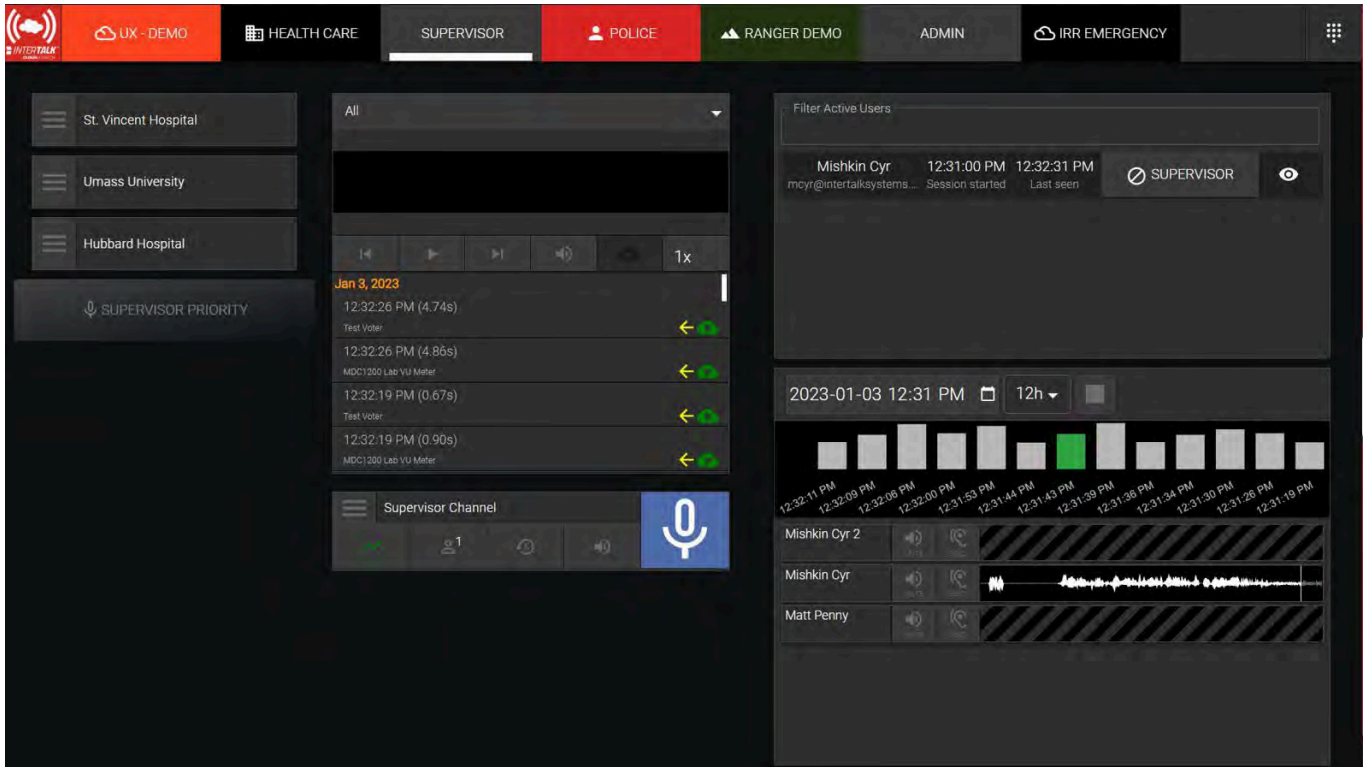 INTERTALK
UX - DEMO
HEALTH CARE
SUPERVISOR
POLICE
RANGER DEMO
ADMIN
IRR EMERGENCY
St. Vincent Hospital
Umass University
Hubbard Hospital
SUPERVISOR PRIORITY
All
1x
Jan 3, 2023
12:32:26 PM (4.74s)
Test Voter
12:32:26 PM (4.86s)
MDC1200 Lab VU Meter
12:32:19 PM (0.67s)
Test Voter
12:32:19 PM (0.90s)
MDC1200 Lab VU Meter
Supervisor Channel
1
Filter Active Users
Mishkin Cyr 12:31:00 PM 12:32:31 PM SUPERVISOR
mcyr@intertalksystems... Session started Last seen
2023-01-03 12:31 PM 12h
12:32:11 PM 12:32:09 PM 12:32:06 PM 12:32:00 PM 12:31:53 PM 12:31:44 PM 12:31:43 PM 12:31:39 PM 12:31:36 PM 12:31:34 PM 12:31:30 PM 12:31:26 PM 12:31:19 PM
Mishkin Cyr 2
Mishkin Cyr
Matt Penny